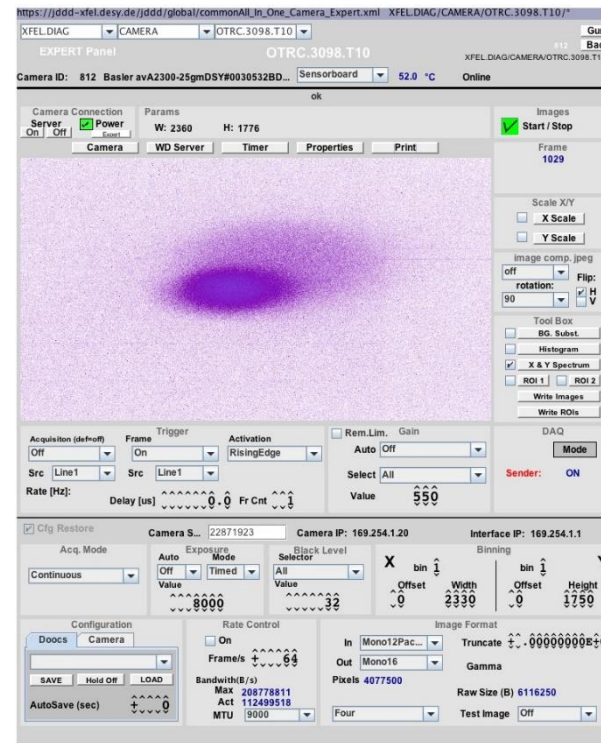 https://jddd-xfel.desy.de/jddd/global/commonAll_In_One_Camera_Expert.xml XFEL.DIAG/CAMERA/OTRC.3098.T10/*
XFEL.DIAG CAMERA OTRC.3098.T10
EXPERT Panel OTRC.3098.T10 812
XFEL.DIAG/CAMERA/OTRC.3098.T1
Camera ID: 812 Basler avA2300-25gmDSY#0030532BD... Sensorboard 52.0 °C Online
ok
Camera Connection Params Images
Server Power W: 2360 H: 1776 Start / Stop
On Off Expert
Camera WD Server Timer Properties Print
Frame
1029
Scale X/Y
X Scale
Y Scale
image comp. jpeg
off Flip:
rotation: H
90 V
Tool Box
BG. Subst.
Histogram
X & Y Spectrum
ROI 1 ROI 2
Write Images
Write ROIs
Trigger Rem.Lim. Gain DAQ
Acquisiton (def=off) Frame Activation
Off On RisingEdge Auto Off Mode
Src Line1 Src Line1 Select All Sender: ON
Rate [Hz]: Delay [us] 0.0 Fr Cnt 1 Value 550
Cfg Restore Camera S... 22871923 Camera IP: 169.254.1.20 Interface IP: 169.254.1.1
Acq. Mode Exposure Black Level Binning
Auto Mode Selector X bin 1 bin 1
Continuous Off Timed All
Value Value Offset Width Offset Height
8000 32 0 2330 0 1750
Configuration Rate Control Image Format
Doocs Camera On In Mono12Pac... Truncate +.00000000E+
Frame/s + 64 Out Mono16 Gamma
SAVE Hold Off LOAD Bandwith(B/s) Pixels 4077500
Max 208778811 Raw Size (B) 6116250
AutoSave (sec) + 0 Act 112499518
MTU 9000 Four Test Image Off